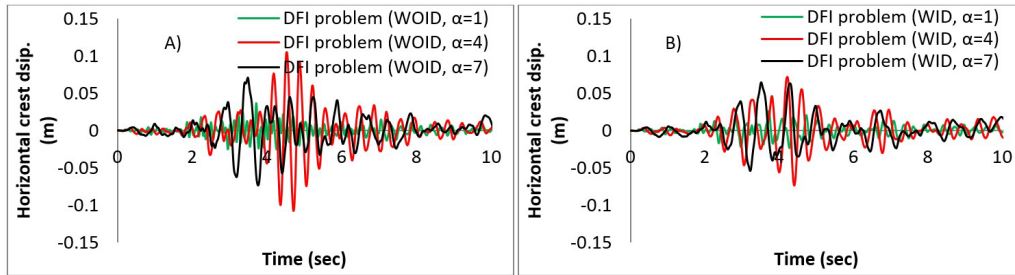 A)
DFI problem (WOID, α=1)
DFI problem (WOID, α=4)
DFI problem (WOID, α=7)
Horizontal crest dsip.
(m)
0.15
0.1
0.05
0
-0.05
-0.1
-0.15
0 2 4 6 8 10
Time (sec)
B)
DFI problem (WID, α=1)
DFI problem (WID, α=4)
DFI problem (WID, α=7)
Horizontal crest dsip.
(m)
0.15
0.1
0.05
0
-0.05
-0.1
-0.15
0 2 4 6 8 10
Time (sec)